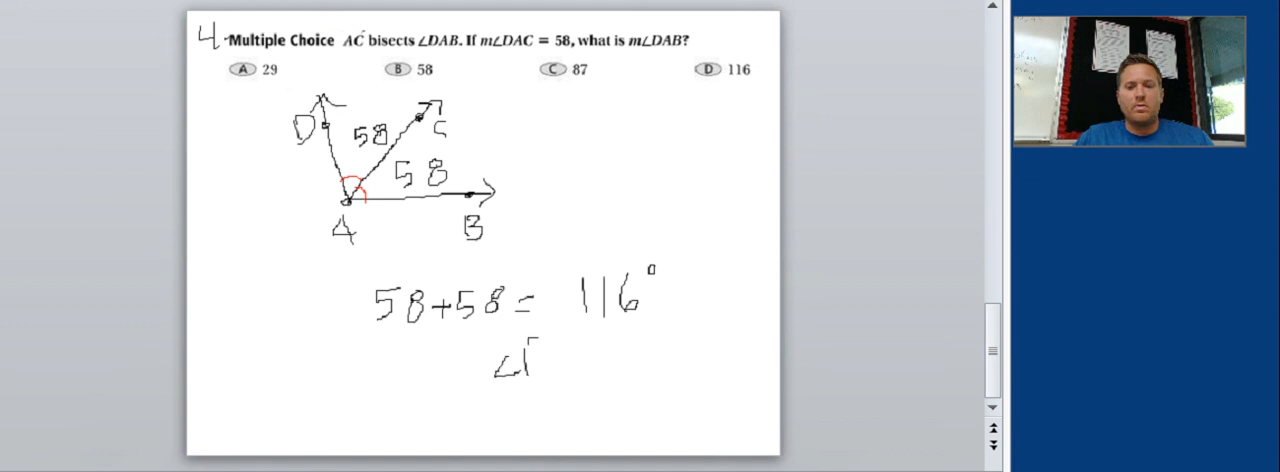 4. Multiple Choice AC bisects ∠DAB. If m∠DAC = 58, what is m∠DAB?
A 29 B 58 C 87 D 116
D 58 C
58
A B
58+58= 116°